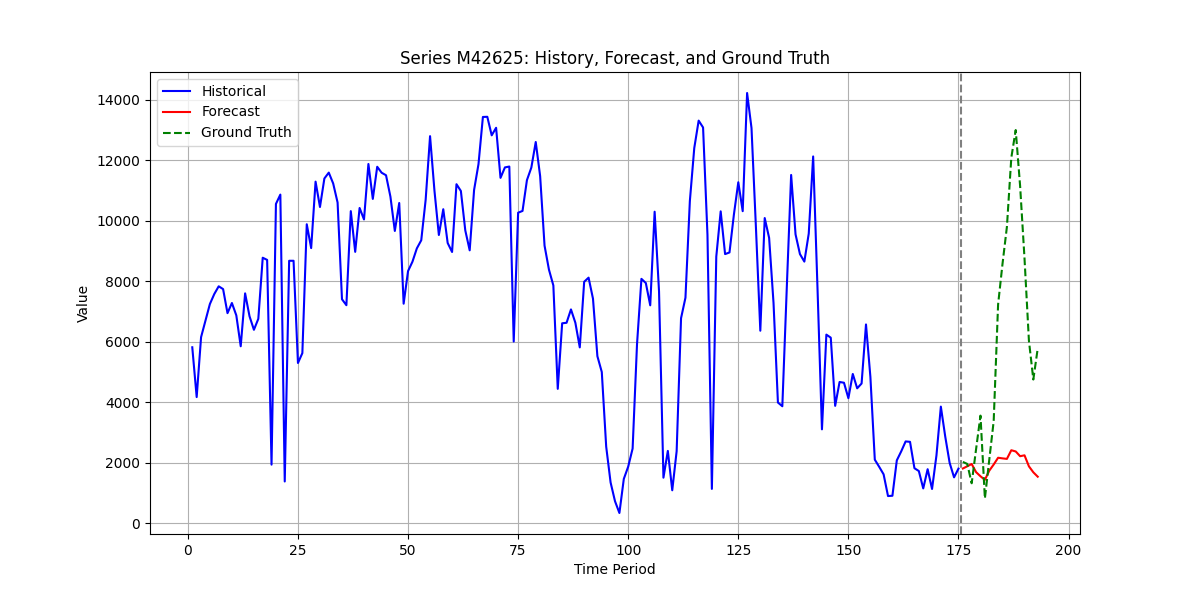 Series M42625: History, Forecast, and Ground Truth
Historical
Forecast
Ground Truth
14000
12000
10000
8000
6000
4000
2000
0
Value
0 25 50 75 100 125 150 175 200
Time Period